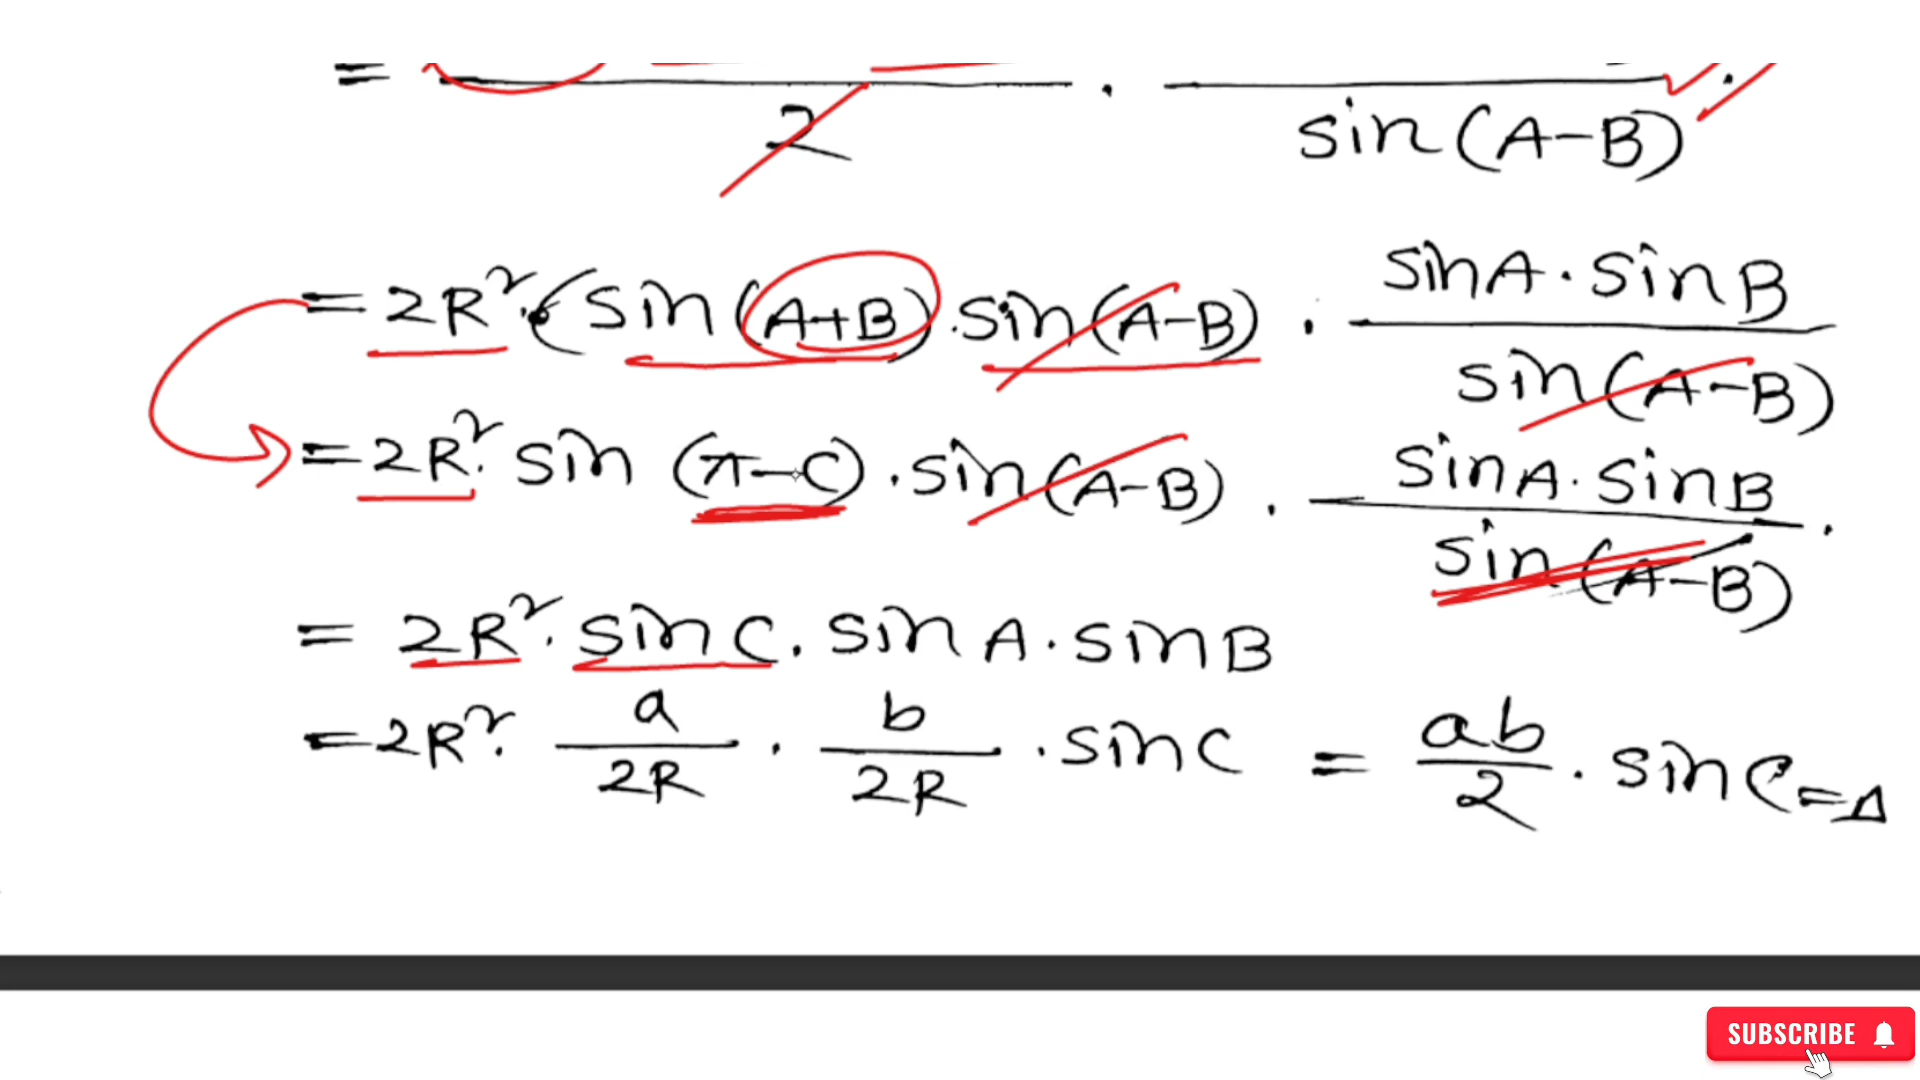 = ——— . ———
2 sin(A-B)
= 2R². (sin(A+B).sin(A-B) . sinA.sinB / sin(A-B)
= 2R². sin (π-C).sin(A-B) . sinA.sinB / sin(A-B) .
= 2R². sinC. sinA.sinB
= 2R². a/2R . b/2R .sinC = ab/2 . sinC = Δ
SUBSCRIBE